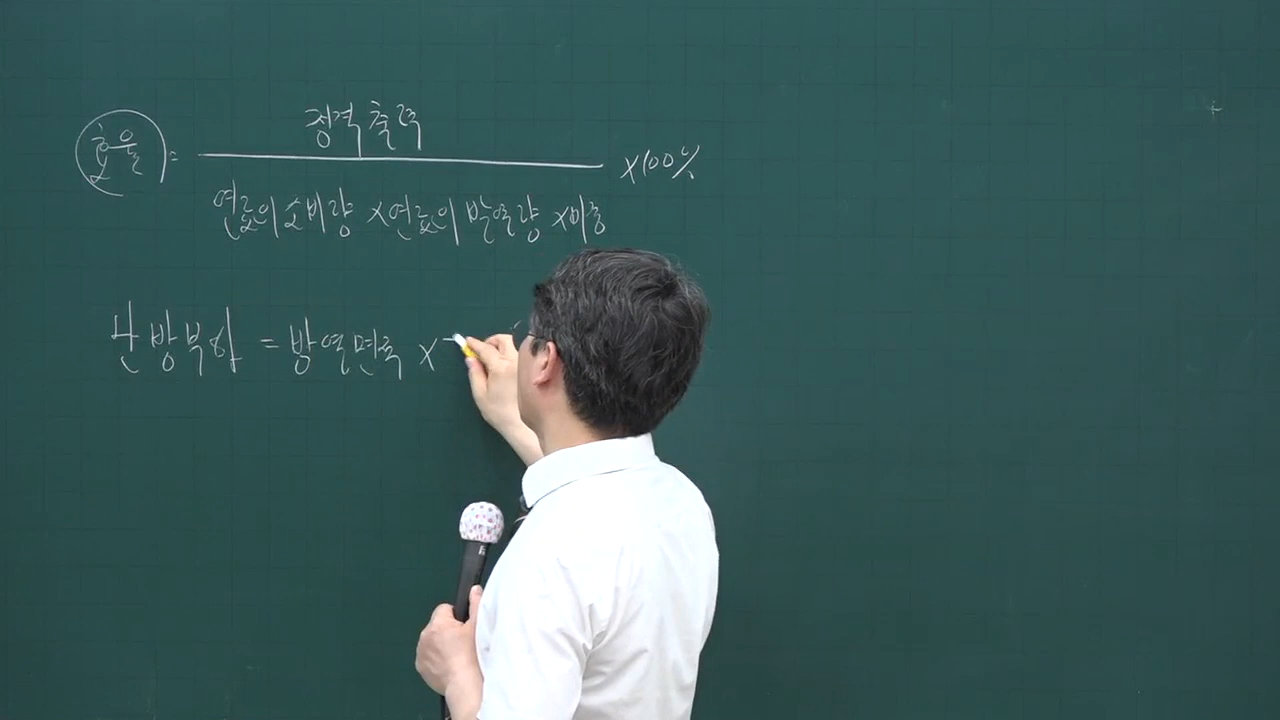 정격출력
효율 = ×100%
연료의소비량 ×연료의발열량 ×비중
난방부하 = 방열면적 ×